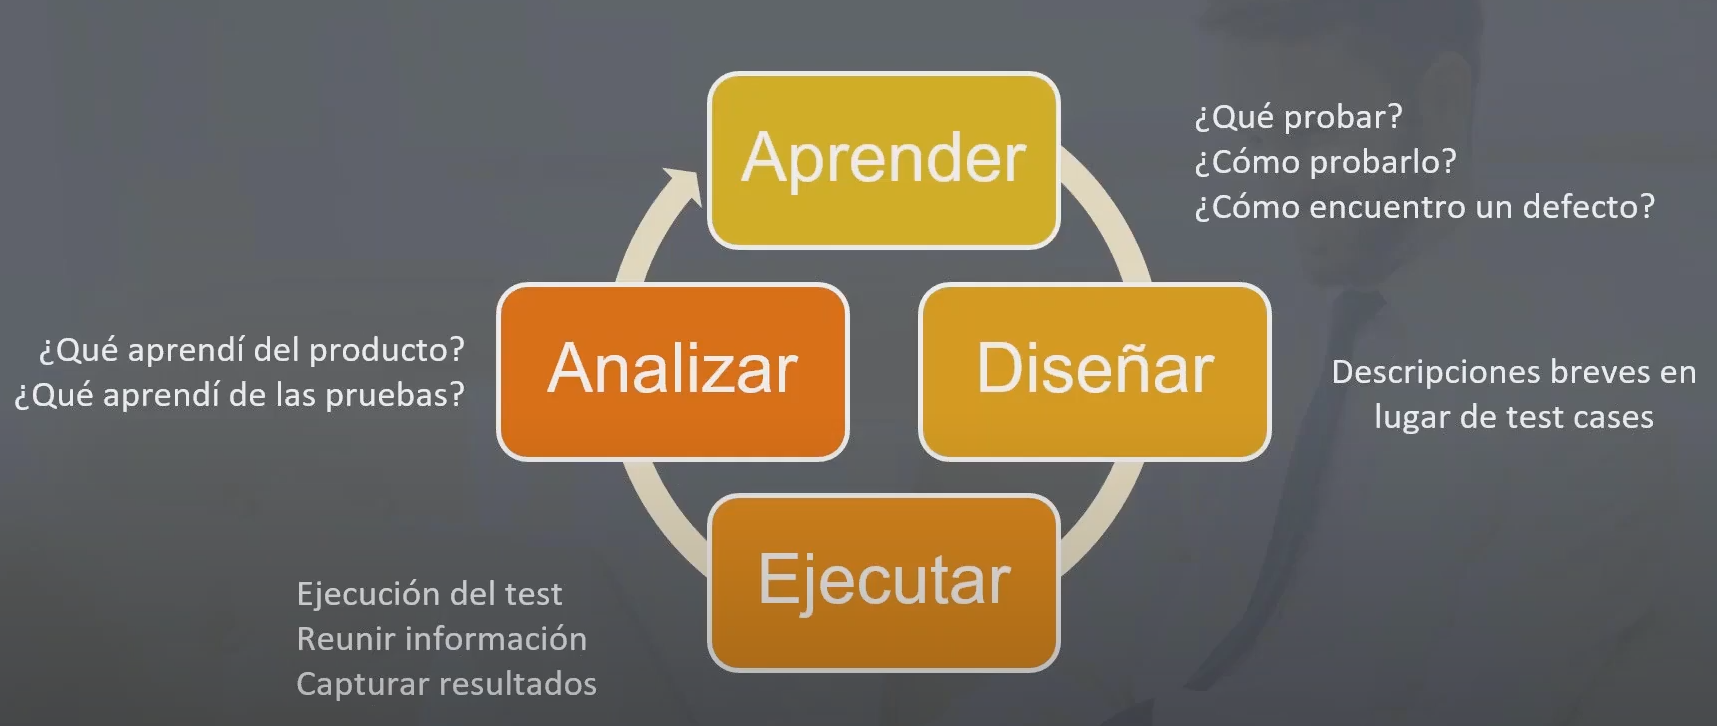 Aprender
¿Qué probar?
¿Cómo probarlo?
¿Cómo encuentro un defecto?
Diseñar
Descripciones breves en
lugar de test cases
Ejecutar
Ejecución del test
Reunir información
Capturar resultados
Analizar
¿Qué aprendí del producto?
¿Qué aprendí de las pruebas?